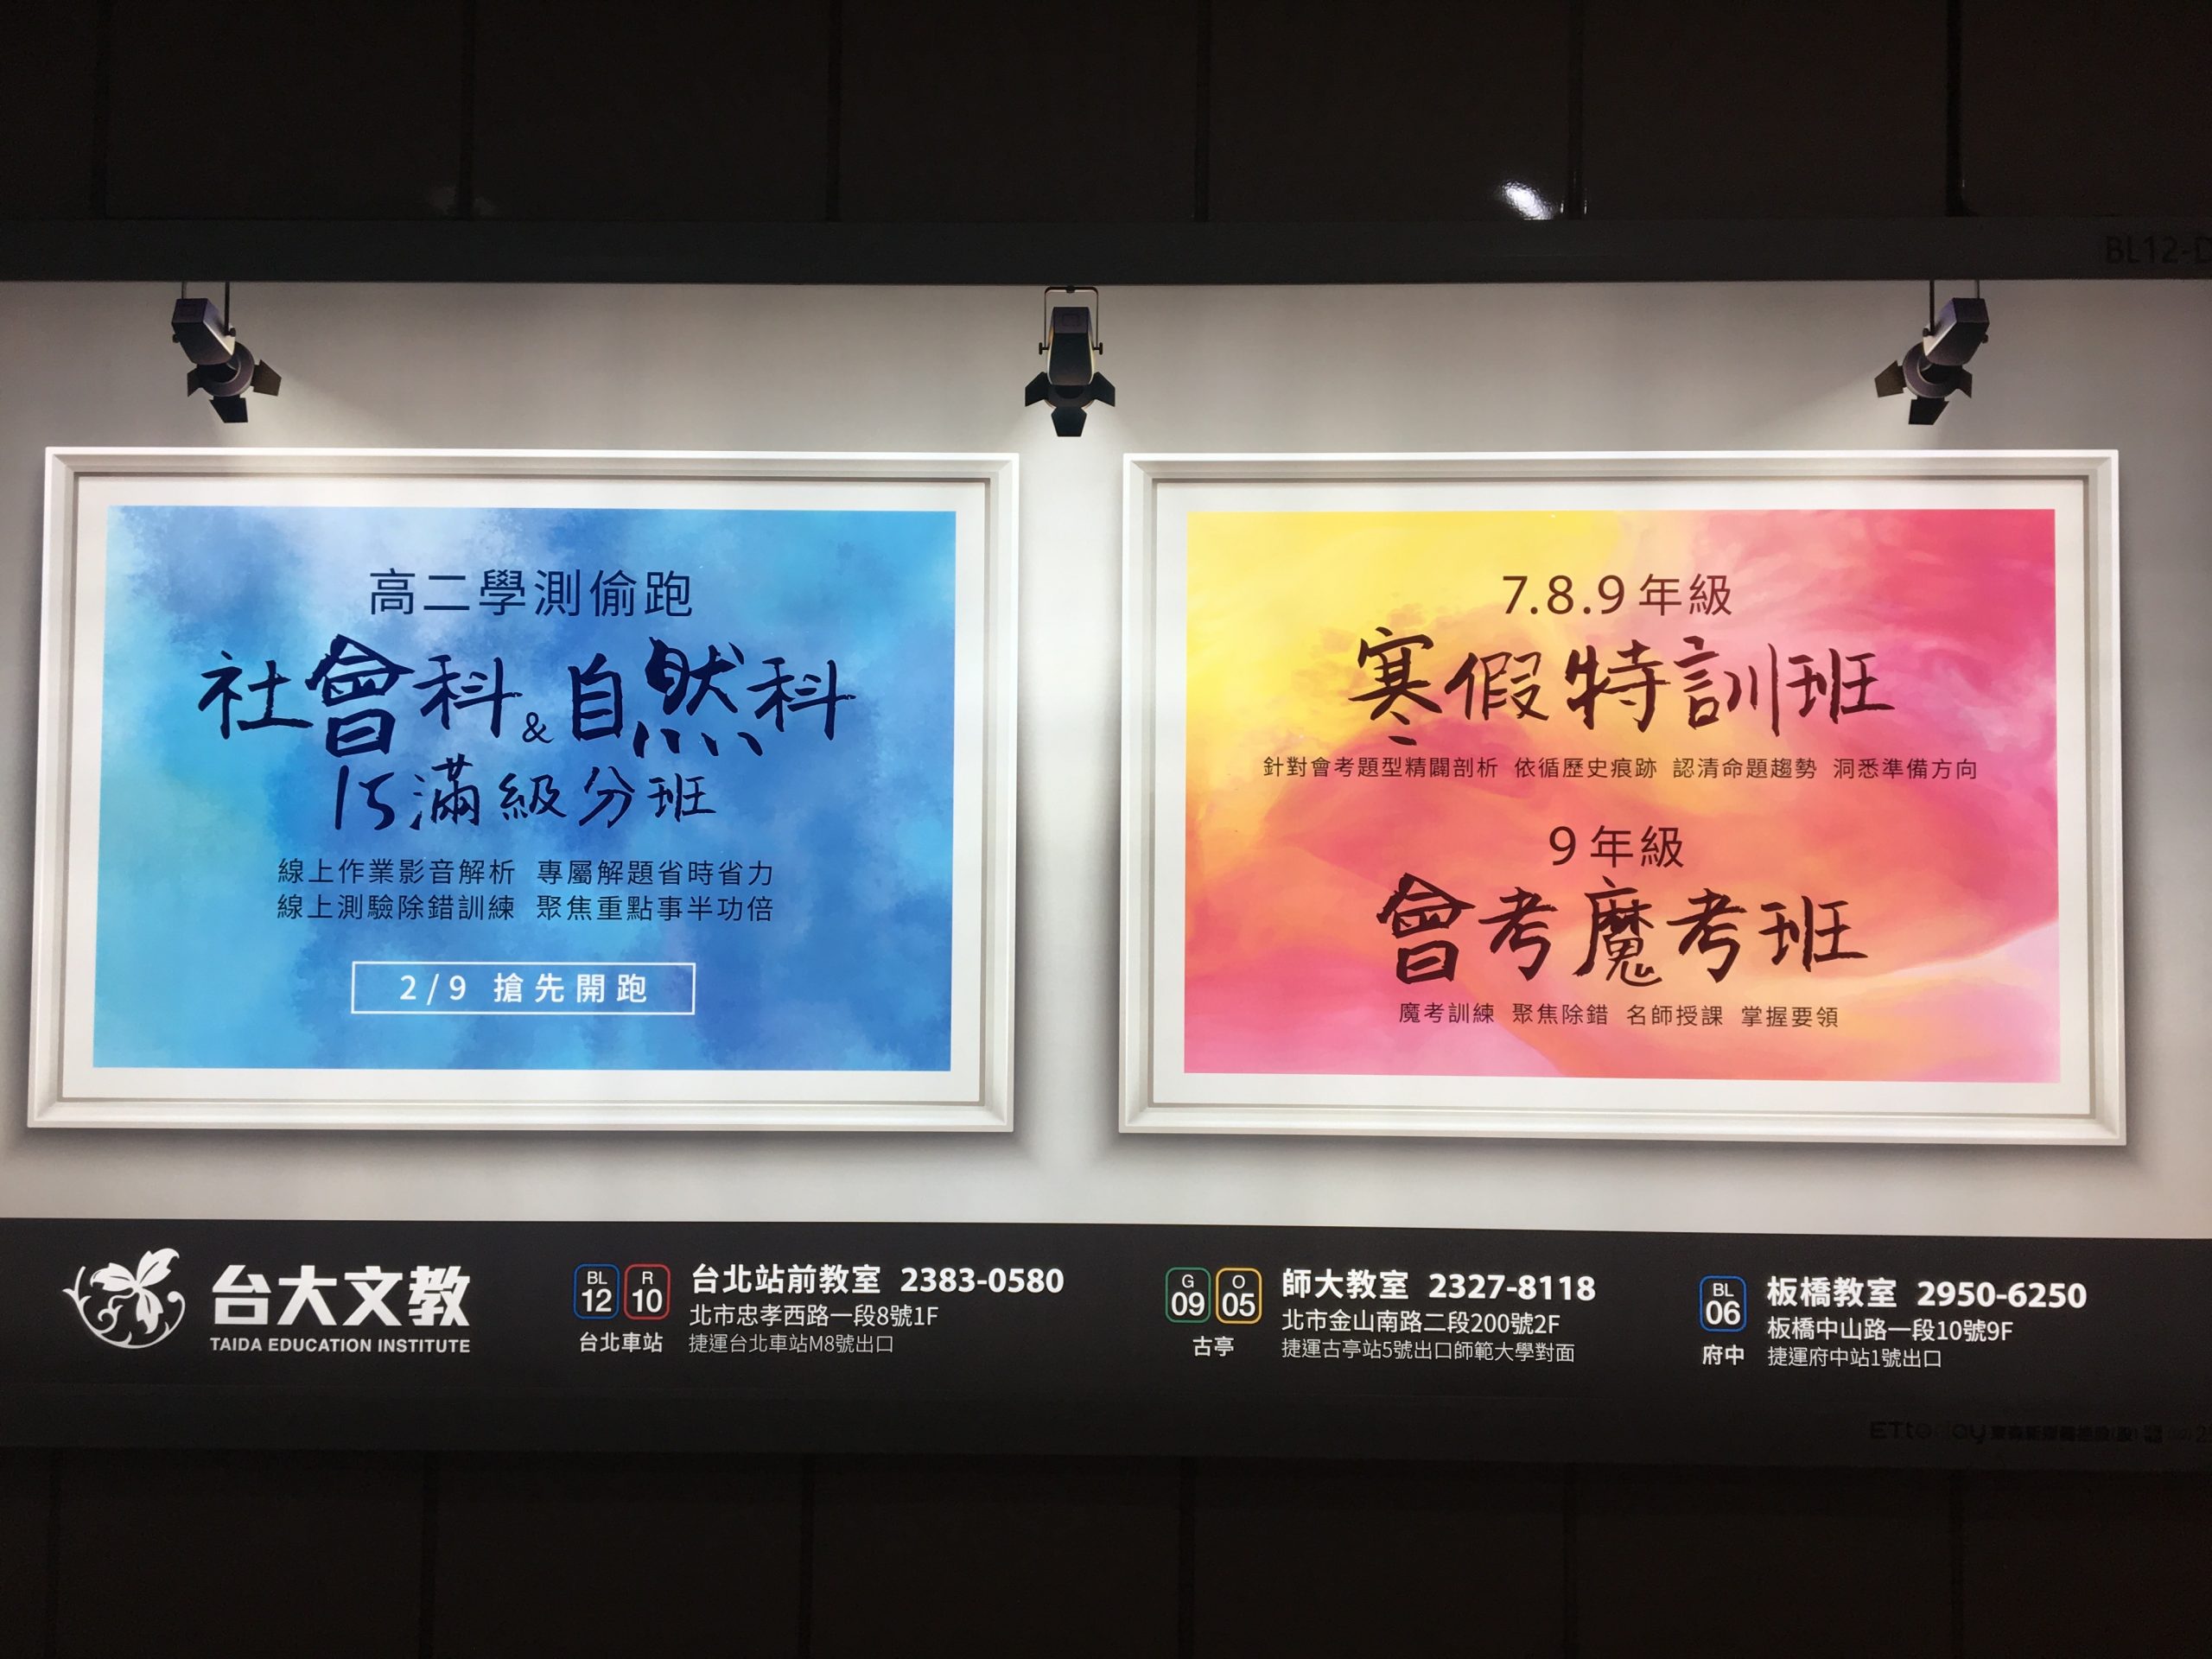 BL12-D
高二學測偷跑
社會科&自然科
15滿級分班
線上作業影音解析 專屬解題省時省力
線上測驗除錯訓練 聚焦重點事半功倍
2/9 搶先開跑
7.8.9年級
寒假特訓班
針對會考題型精闢剖析 依循歷史痕跡 認清命題趨勢 洞悉準備方向
9年級
會考魔考班
魔考訓練 聚焦除錯 名師授課 掌握要領
台大文教
TAIDA EDUCATION INSTITUTE
BL 12
R 10
台北車站
台北站前教室 2383-0580
北市忠孝西路一段8號1F
捷運台北車站M8號出口
G 09
O 05
古亭
師大教室 2327-8118
北市金山南路二段200號2F
捷運古亭站5號出口師範大學對面
BL 06
府中
板橋教室 2950-6250
板橋中山路一段10號9F
捷運府中站1號出口
ETtoday